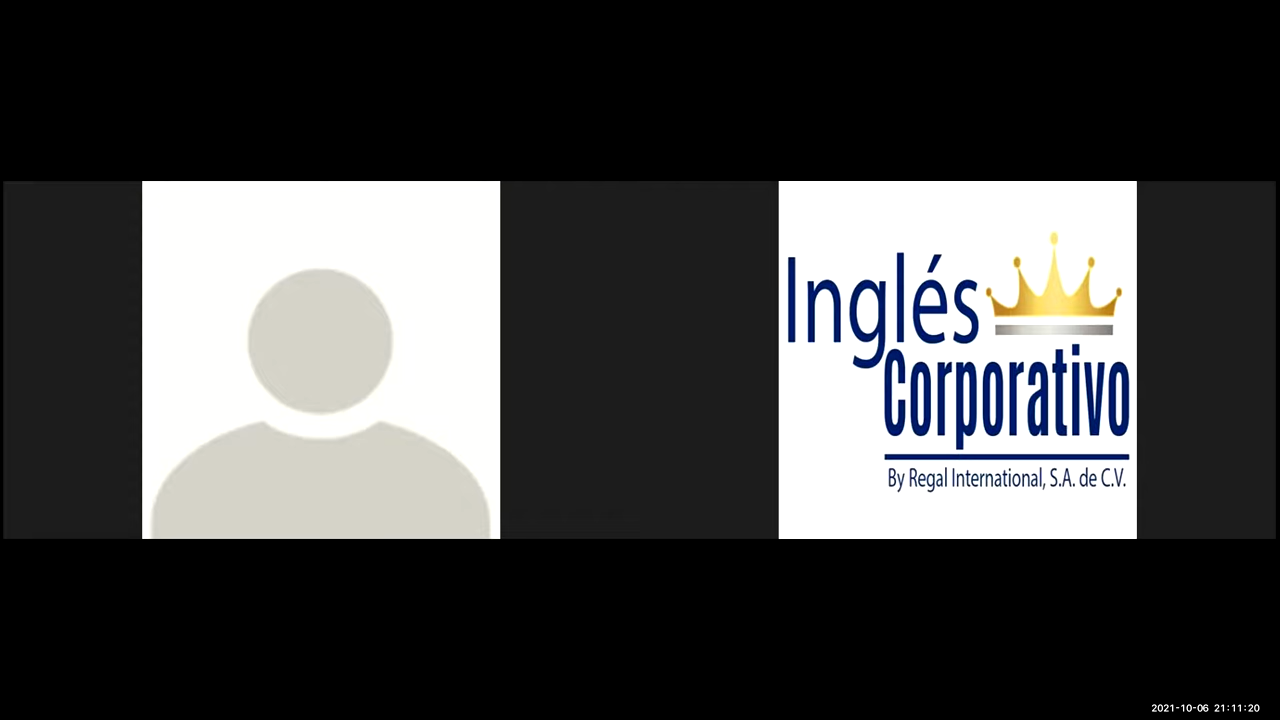 Inglés
Corporativo
By Regal International, S.A. de C.V.
2021-10-06 21:11:20